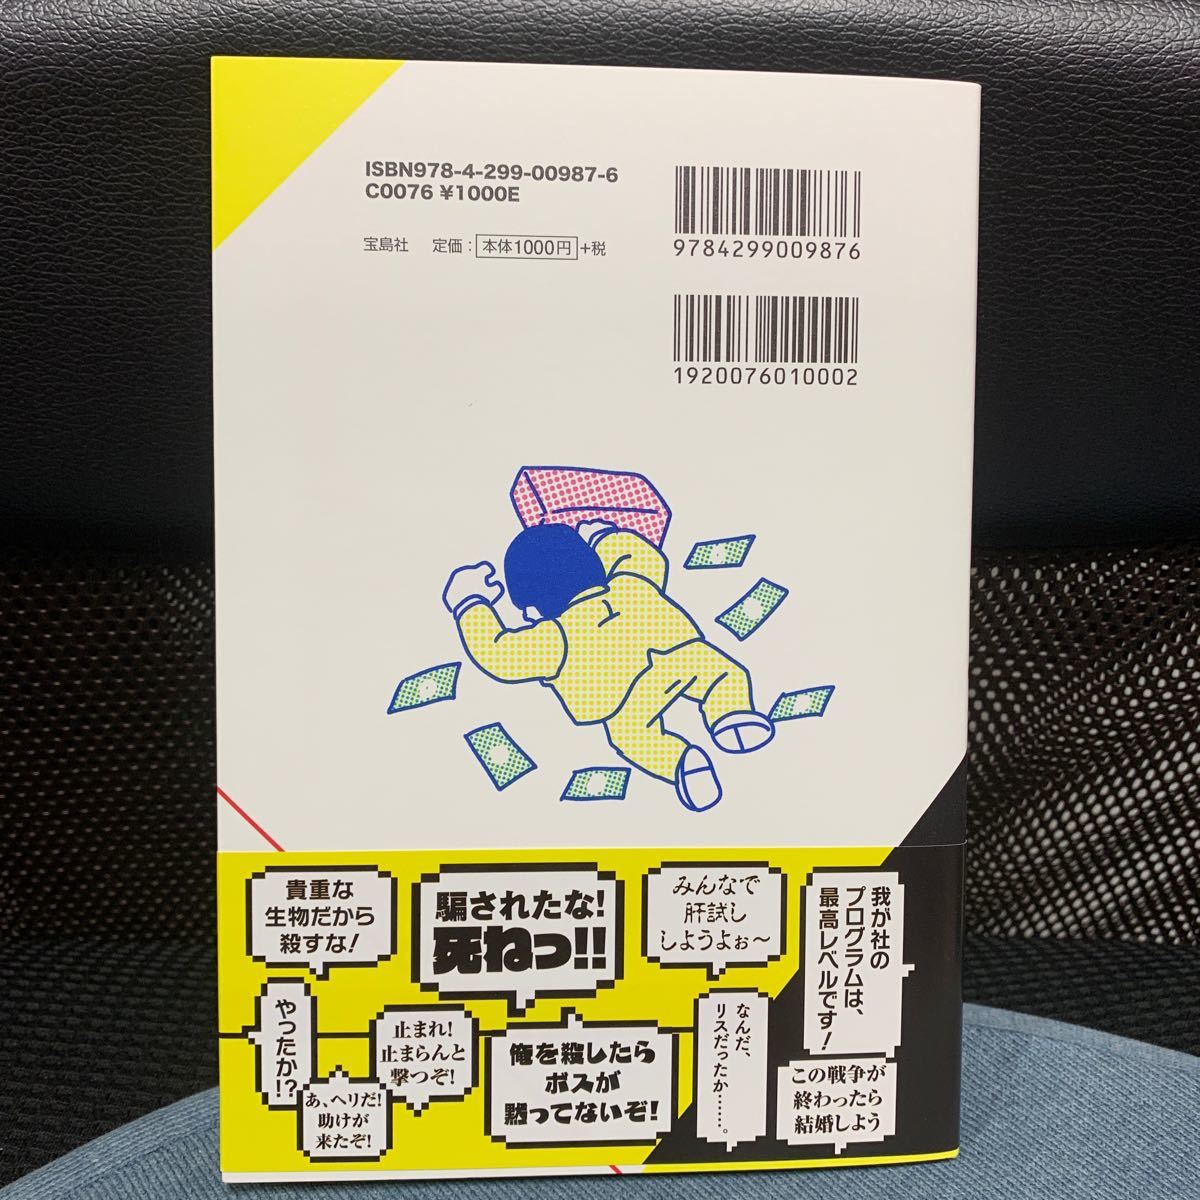 ISBN978-4-299-00987-6
C0076 ¥1000E
宝島社 定価：本体1000円+税
9784299009876
1920076010002
貴重な
生物だから
殺すな！
騙されたな！
死ねっ!!
みんなで
肝試し
しようよぉ〜
我が社の
プログラムは、
最高レベルです！
やったか!?
止まれ！
止まらんと
撃つぞ！
あ、ヘリだ！
助けが
来たぞ！
俺を殺したら
ボスが
黙ってないぞ！
なんだ、
リスだったか……。
この戦争が
終わったら
結婚しよう